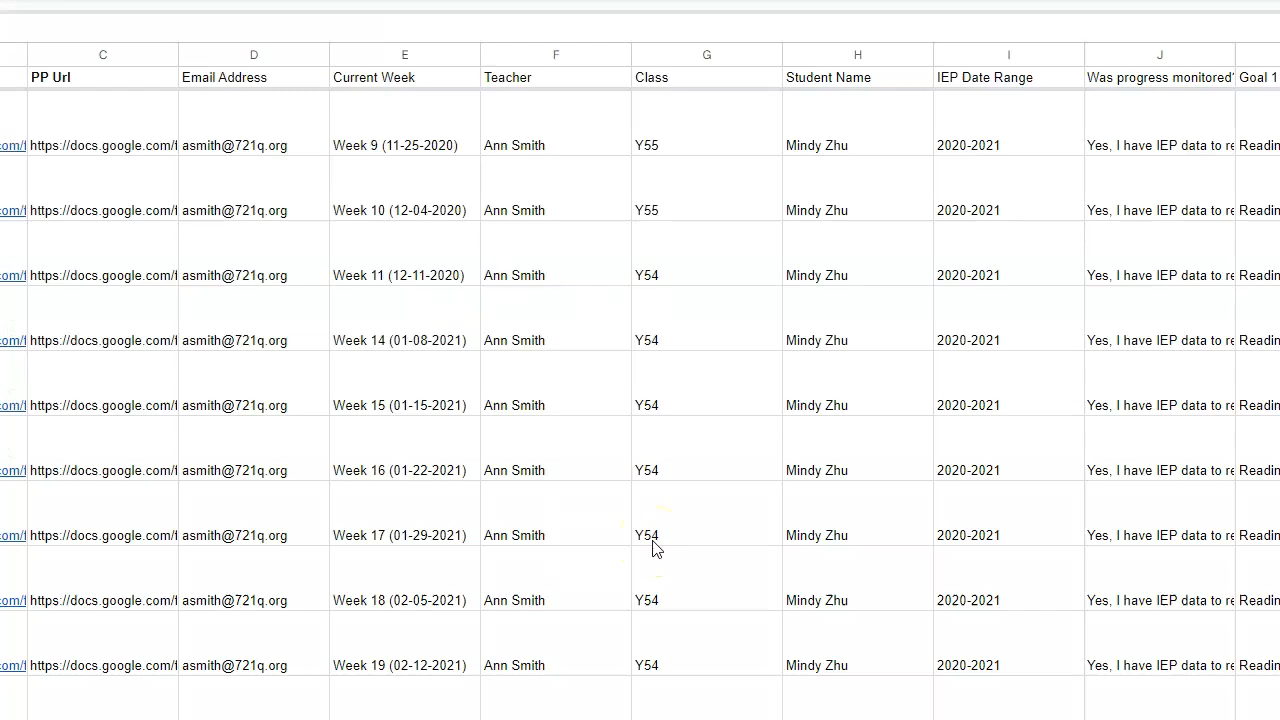 C D E F G H I J
PP Url Email Address Current Week Teacher Class Student Name IEP Date Range Was progress monitored? Goal 1
com/f https://docs.google.com/f asmith@721q.org Week 9 (11-25-2020) Ann Smith Y55 Mindy Zhu 2020-2021 Yes, I have IEP data to re Readin
com/f https://docs.google.com/f asmith@721q.org Week 10 (12-04-2020) Ann Smith Y55 Mindy Zhu 2020-2021 Yes, I have IEP data to re Readin
com/f https://docs.google.com/f asmith@721q.org Week 11 (12-11-2020) Ann Smith Y54 Mindy Zhu 2020-2021 Yes, I have IEP data to re Readin
com/f https://docs.google.com/f asmith@721q.org Week 14 (01-08-2021) Ann Smith Y54 Mindy Zhu 2020-2021 Yes, I have IEP data to re Readin
com/f https://docs.google.com/f asmith@721q.org Week 15 (01-15-2021) Ann Smith Y54 Mindy Zhu 2020-2021 Yes, I have IEP data to re Readin
com/f https://docs.google.com/f asmith@721q.org Week 16 (01-22-2021) Ann Smith Y54 Mindy Zhu 2020-2021 Yes, I have IEP data to re Readin
com/f https://docs.google.com/f asmith@721q.org Week 17 (01-29-2021) Ann Smith Y54 Mindy Zhu 2020-2021 Yes, I have IEP data to re Readin
com/f https://docs.google.com/f asmith@721q.org Week 18 (02-05-2021) Ann Smith Y54 Mindy Zhu 2020-2021 Yes, I have IEP data to re Readin
com/f https://docs.google.com/f asmith@721q.org Week 19 (02-12-2021) Ann Smith Y54 Mindy Zhu 2020-2021 Yes, I have IEP data to re Readin